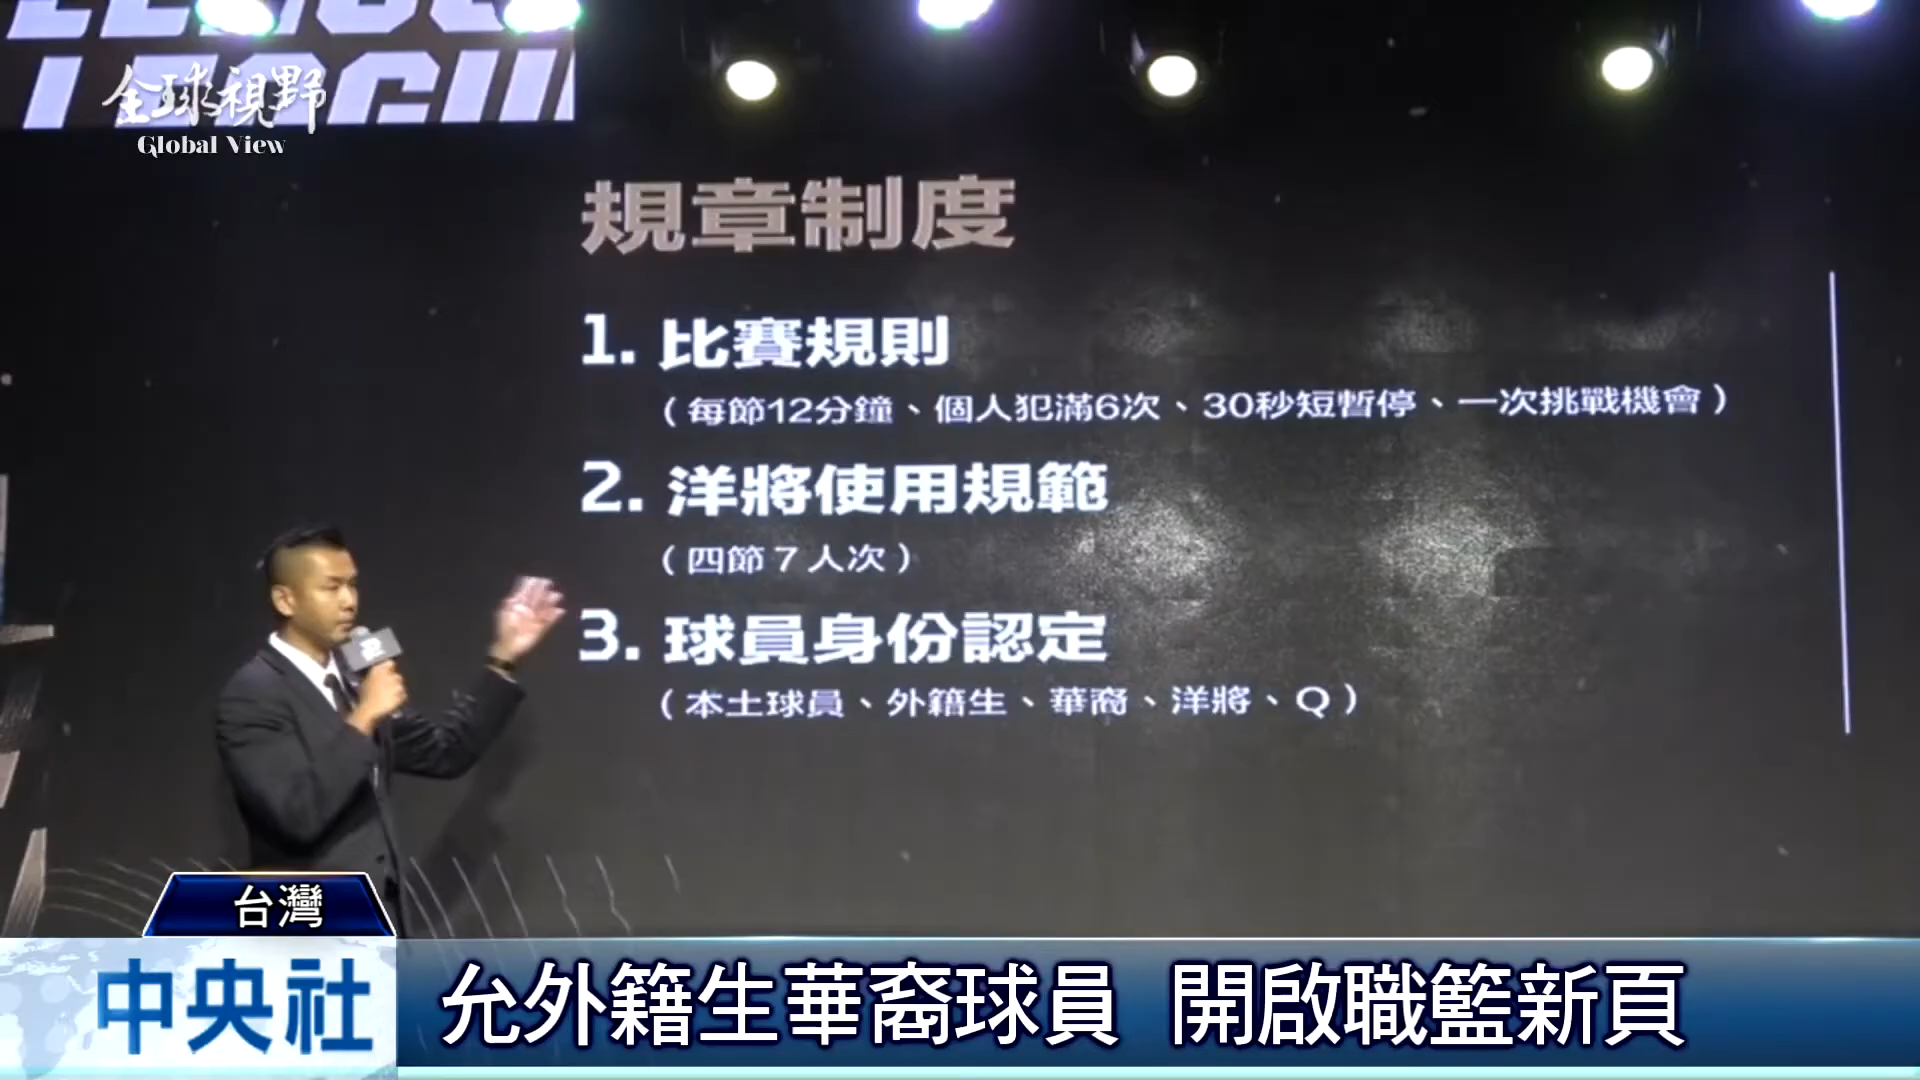 LEAGUE
全球視野
Global View
規章制度
1. 比賽規則
（每節12分鐘、個人犯滿6次、30秒短暫停、一次挑戰機會）
2. 洋將使用規範
（四節7人次）
3. 球員身份認定
（本土球員、外籍生、華裔、洋將、Q）
台灣
中央社
允外籍生華裔球員 開啟職籃新頁